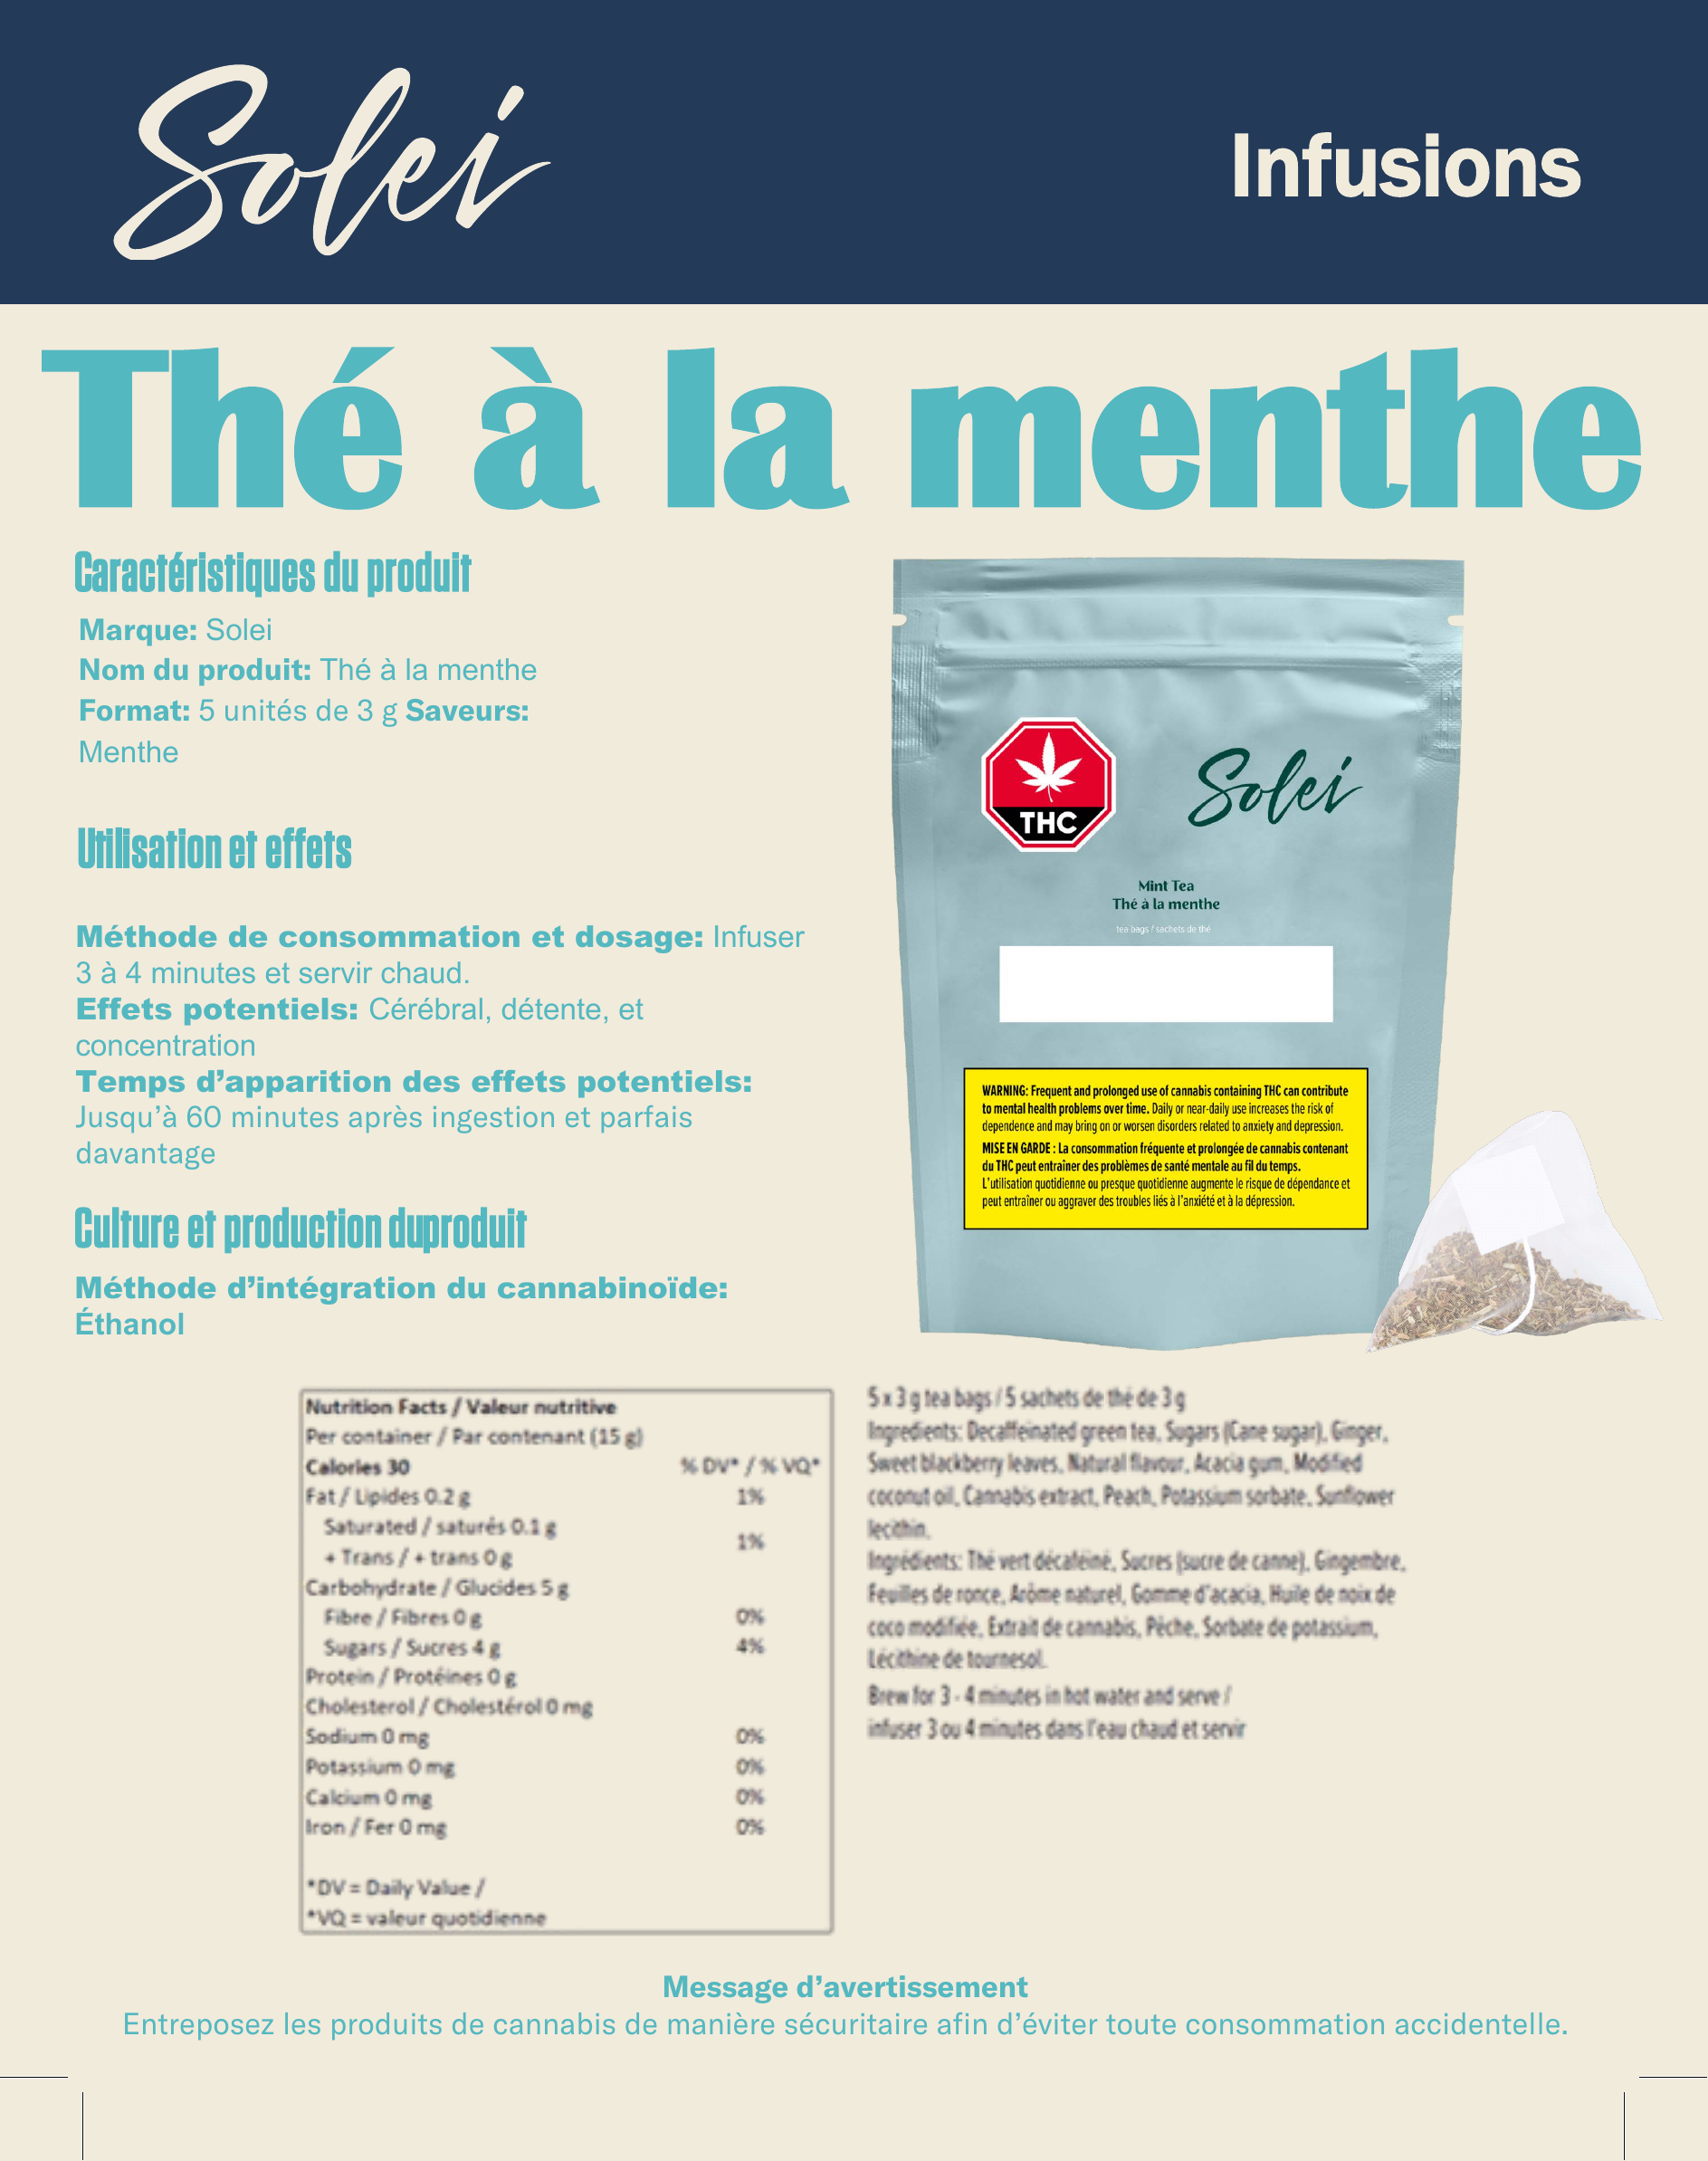 Solei
Infusions
Thé à la menthe
Caractéristiques du produit
Marque: Solei
Nom du produit: Thé à la menthe
Format: 5 unités de 3 g Saveurs:
Menthe
Utilisation et effets
Méthode de consommation et dosage: Infuser
3 à 4 minutes et servir chaud.
Effets potentiels: Cérébral, détente, et
concentration
Temps d’apparition des effets potentiels:
Jusqu’à 60 minutes après ingestion et parfais
davantage
Culture et production duproduit
Méthode d’intégration du cannabinoïde:
Éthanol
THC
Solei
Mint Tea
Thé à la menthe
tea bags / sachets de thé
WARNING: Frequent and prolonged use of cannabis containing THC can contribute
to mental health problems over time. Daily or near-daily use increases the risk of
dependence and may bring on or worsen disorders related to anxiety and depression.
MISE EN GARDE : La consommation fréquente et prolongée de cannabis contenant
du THC peut entraîner des problèmes de santé mentale au fil du temps.
L’utilisation quotidienne ou presque quotidienne augmente le risque de dépendance et
peut entraîner ou aggraver des troubles liés à l’anxiété et à la dépression.
Nutrition Facts / Valeur nutritive
Per container / Par contenant (15 g)
Calories 30 % DV* / % VQ*
Fat / Lipides 0.2 g 1%
Saturated / saturés 0.1 g
+ Trans / + trans 0 g 1%
Carbohydrate / Glucides 5 g
Fibre / Fibres 0 g 0%
Sugars / Sucres 4 g 4%
Protein / Protéines 0 g
Cholesterol / Cholestérol 0 mg
Sodium 0 mg 0%
Potassium 0 mg 0%
Calcium 0 mg 0%
Iron / Fer 0 mg 0%
*DV = Daily Value /
*VQ = valeur quotidienne
5 x 3 g tea bags / 5 sachets de thé de 3 g
Ingredients: Decaffeinated green tea, Sugars (Cane sugar), Ginger,
Sweet blackberry leaves, Natural flavour, Acacia gum, Modified
coconut oil, Cannabis extract, Peach, Potassium sorbate, Sunflower
lecithin.
Ingrédients: Thé vert décaféiné, Sucres (sucre de canne), Gingembre,
Feuilles de ronce, Arôme naturel, Gomme d'acacia, Huile de noix de
coco modifiée, Extrait de cannabis, Pêche, Sorbate de potassium,
Lécithine de tournesol.
Brew for 3 - 4 minutes in hot water and serve /
infuser 3 ou 4 minutes dans l'eau chaud et servir
Message d’avertissement
Entreposez les produits de cannabis de manière sécuritaire afin d’éviter toute consommation accidentelle.